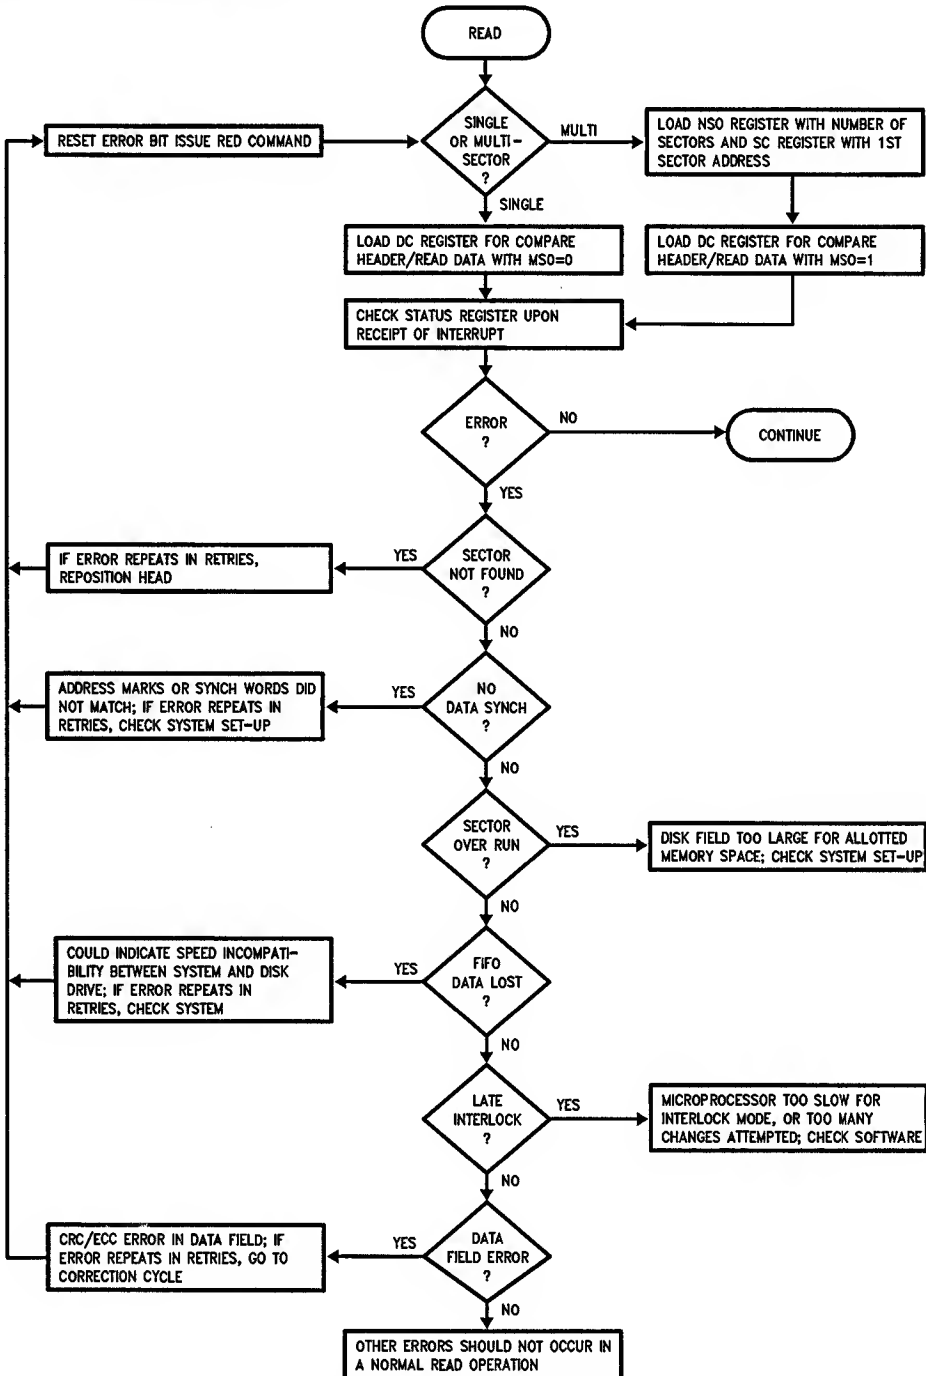 READ
SINGLE
OR MULTI-
SECTOR
?
MULTI
SINGLE
RESET ERROR BIT ISSUE RED COMMAND
LOAD NSO REGISTER WITH NUMBER OF
SECTORS AND SC REGISTER WITH 1ST
SECTOR ADDRESS
LOAD DC REGISTER FOR COMPARE
HEADER/READ DATA WITH MSO=0
LOAD DC REGISTER FOR COMPARE
HEADER/READ DATA WITH MSO=1
CHECK STATUS REGISTER UPON
RECEIPT OF INTERRUPT
ERROR
?
NO
CONTINUE
YES
SECTOR
NOT FOUND
?
YES
IF ERROR REPEATS IN RETRIES,
REPOSITION HEAD
NO
NO
DATA SYNCH
?
YES
ADDRESS MARKS OR SYNCH WORDS DID
NOT MATCH; IF ERROR REPEATS IN
RETRIES, CHECK SYSTEM SET-UP
NO
SECTOR
OVER RUN
?
YES
DISK FIELD TOO LARGE FOR ALLOTTED
MEMORY SPACE; CHECK SYSTEM SET-UP
NO
FIFO
DATA LOST
?
YES
COULD INDICATE SPEED INCOMPATI-
BILITY BETWEEN SYSTEM AND DISK
DRIVE; IF ERROR REPEATS IN
RETRIES, CHECK SYSTEM
NO
LATE
INTERLOCK
?
YES
MICROPROCESSOR TOO SLOW FOR
INTERLOCK MODE, OR TOO MANY
CHANGES ATTEMPTED; CHECK SOFTWARE
NO
DATA
FIELD ERROR
?
YES
CRC/ECC ERROR IN DATA FIELD; IF
ERROR REPEATS IN RETRIES, GO TO
CORRECTION CYCLE
NO
OTHER ERRORS SHOULD NOT OCCUR IN
A NORMAL READ OPERATION